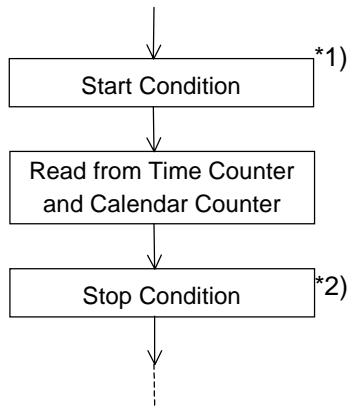 *1)
Start Condition
Read from Time Counter
and Calendar Counter
*2)
Stop Condition